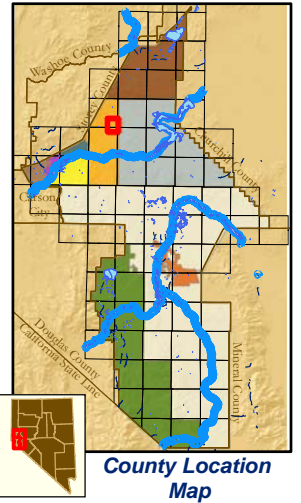 Washoe County
Storey County
Churchill County
Carson
City
Douglas County
California State Line
Mineral County
County Location
Map